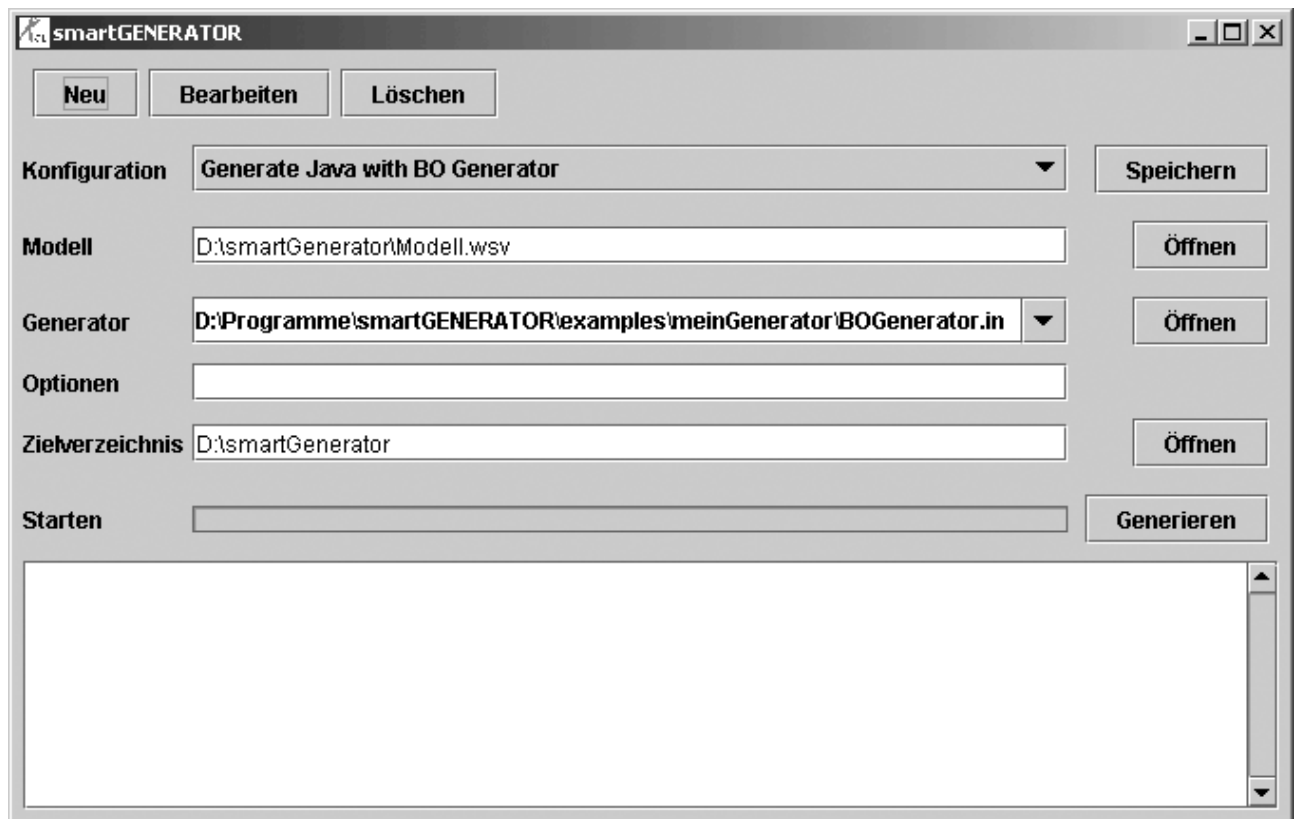 smartGENERATOR
Neu Bearbeiten Löschen
Konfiguration Generate Java with BO Generator Speichern
Modell D:\smartGenerator\Modell.wsv Öffnen
Generator D:\Programme\smartGENERATOR\examples\meinGenerator\BOGenerator.in Öffnen
Optionen
Zielverzeichnis D:\smartGenerator Öffnen
Starten Generieren